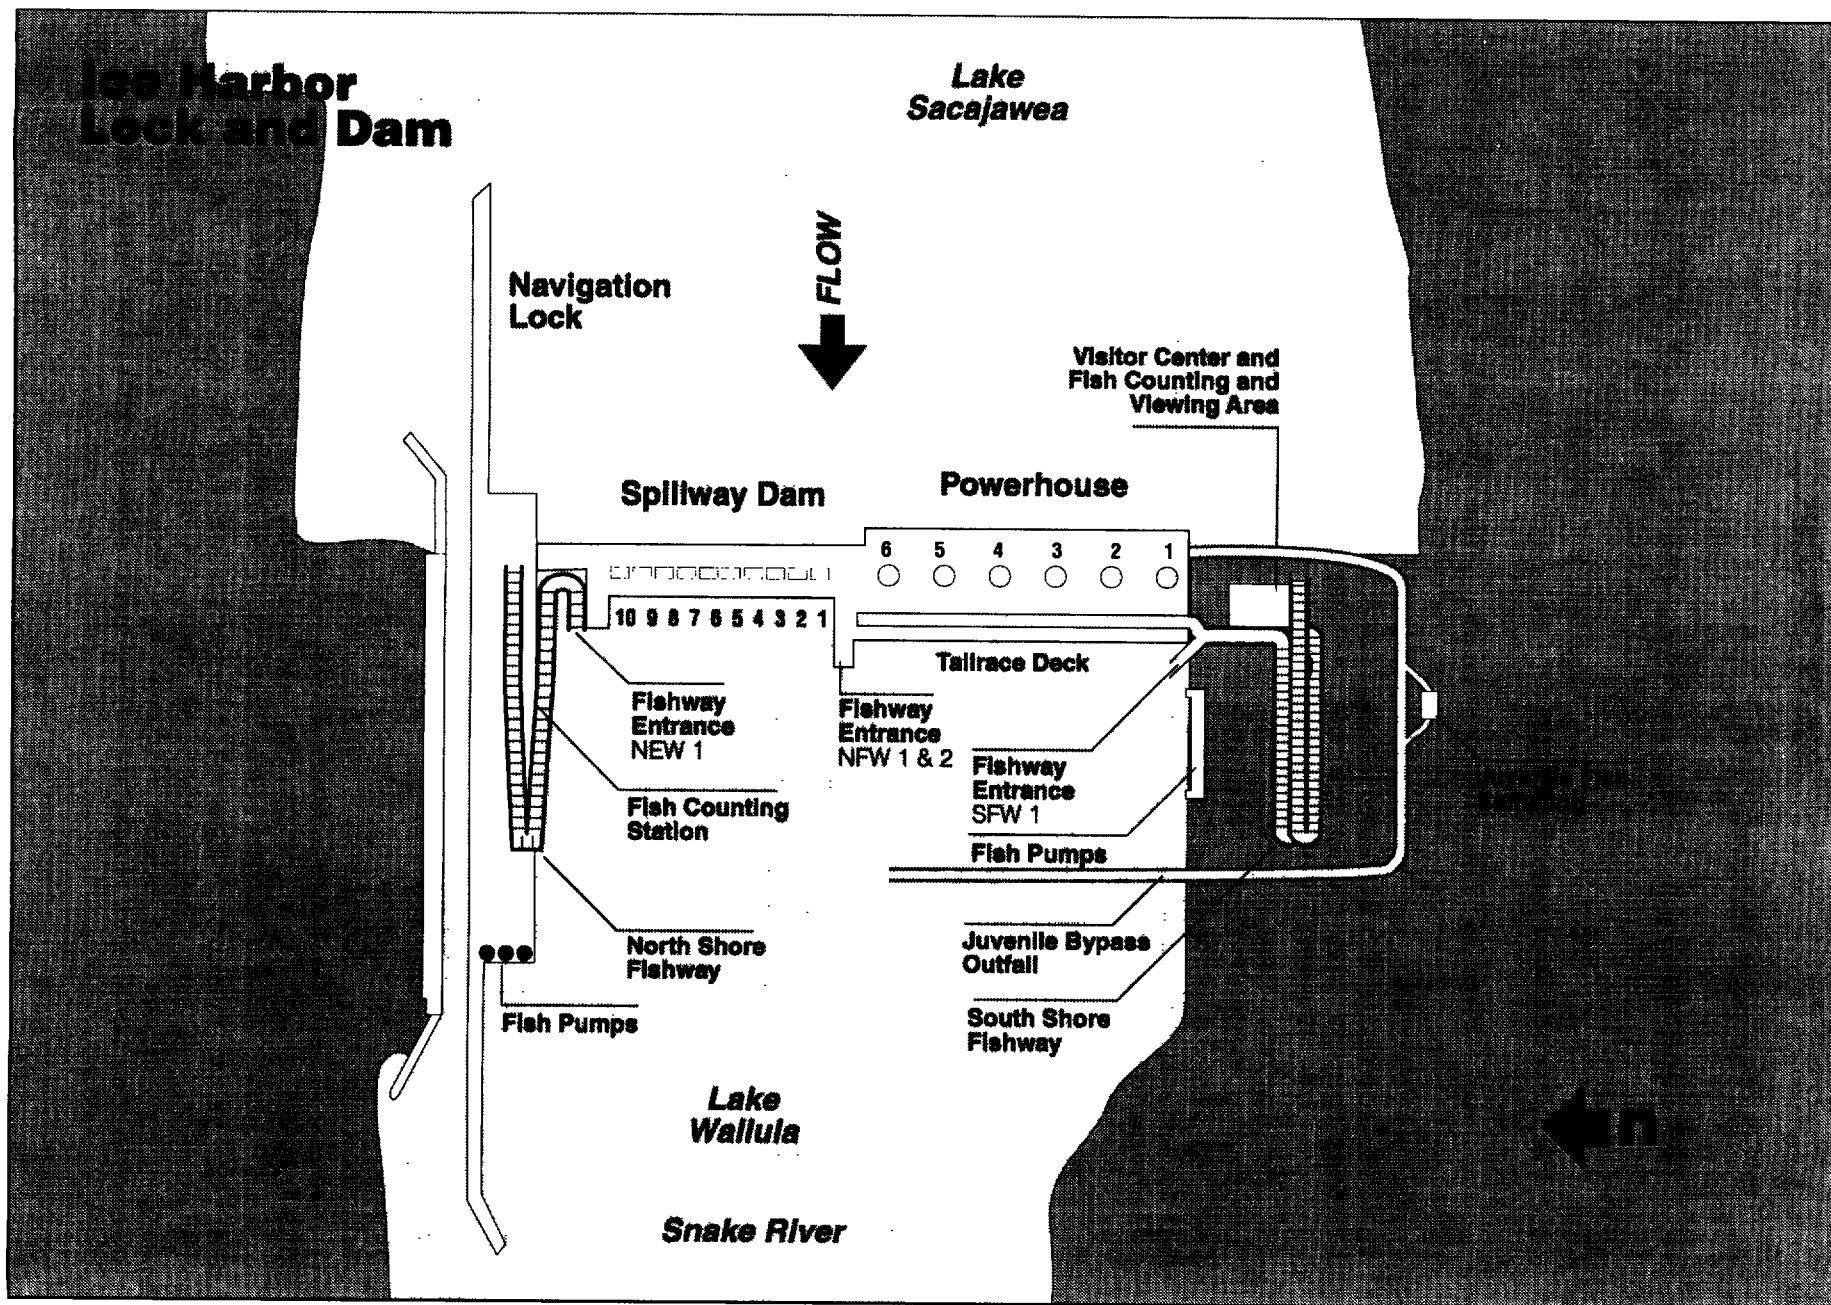 Ice Harbor
Lock and Dam
Lake
Sacajawea
FLOW
Navigation
Lock
Visitor Center and
Fish Counting and
Viewing Area
Spillway Dam
Powerhouse
6 5 4 3 2 1
10 9 8 7 6 5 4 3 2 1
Tailrace Deck
Fishway
Entrance
NEW 1
Fishway
Entrance
NFW 1 & 2
Fishway
Entrance
SFW 1
Fish Counting
Station
Fish Pumps
North Shore
Fishway
Juvenile Bypass
Outfall
Fish Pumps
South Shore
Fishway
Lake
Wallula
Snake River
n